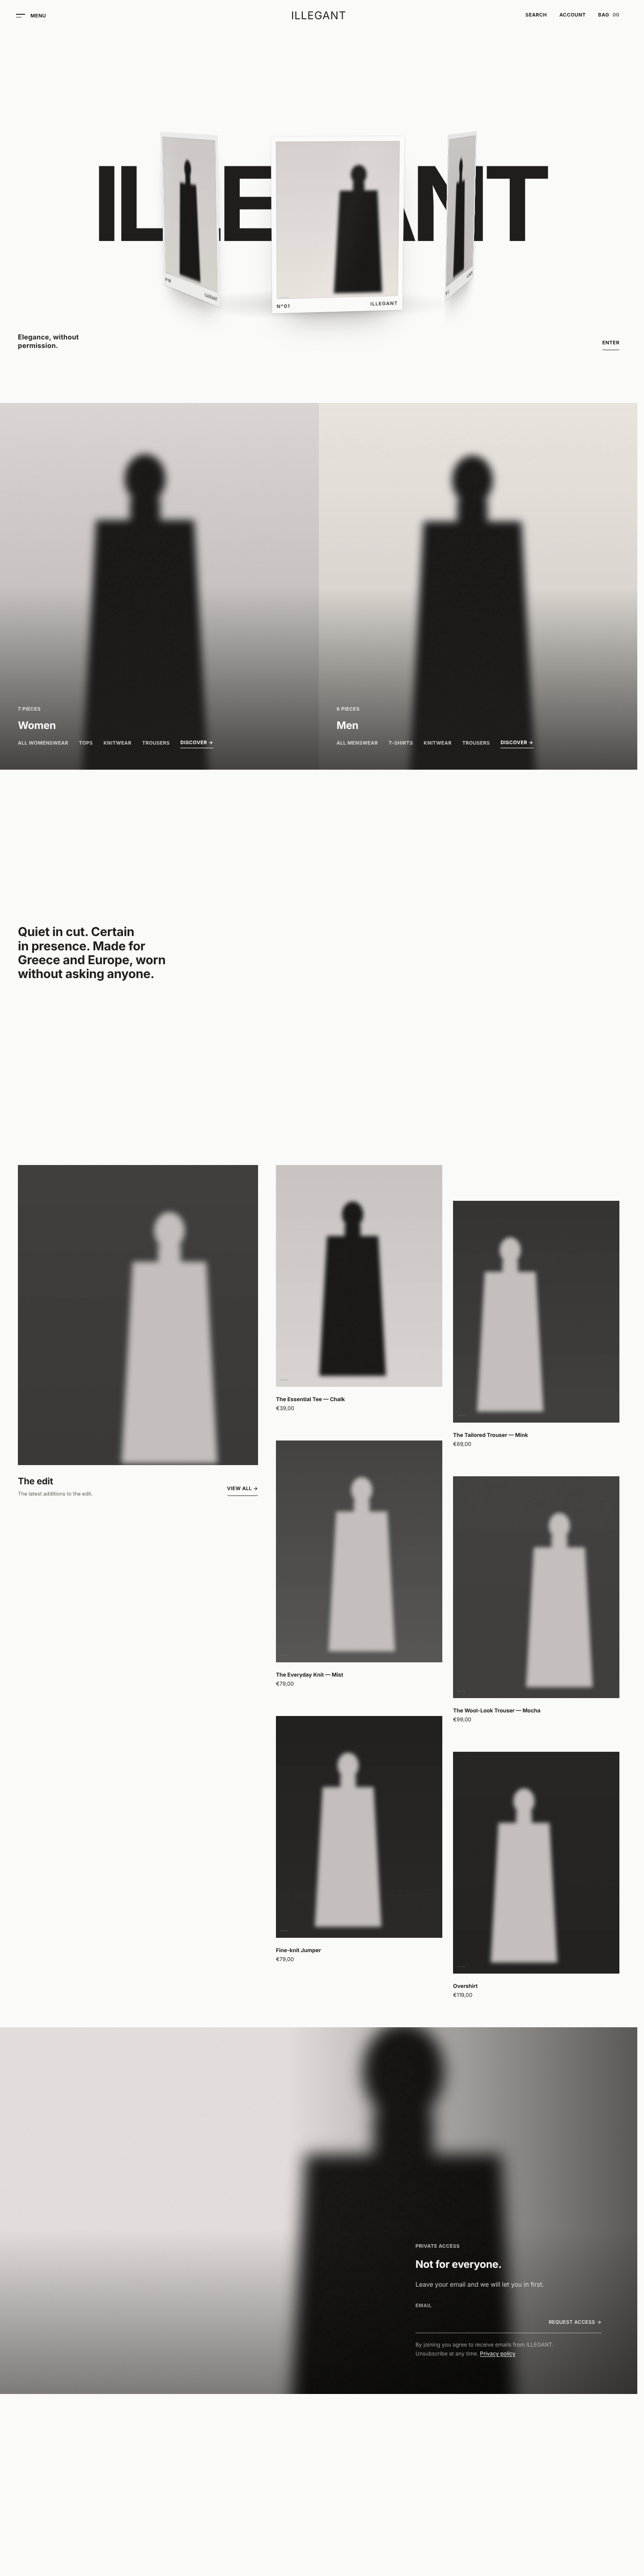 MENU
ILLEGANT
SEARCH
ACCOUNT
BAG 00
ILLEGANT
N°01
ILLEGANT
Elegance, without
permission.
ENTER
7 PIECES
Women
ALL WOMENSWEAR
TOPS
KNITWEAR
TROUSERS
DISCOVER →
6 PIECES
Men
ALL MENSWEAR
T-SHIRTS
KNITWEAR
TROUSERS
DISCOVER →
Quiet in cut. Certain
in presence. Made for
Greece and Europe, worn
without asking anyone.
The edit
The latest additions to the edit.
VIEW ALL →
The Essential Tee — Chalk
€39,00
The Tailored Trouser — Mink
€69,00
The Everyday Knit — Mist
€79,00
The Wool-Look Trouser — Mocha
€99,00
Fine-knit Jumper
€79,00
Overshirt
€119,00
PRIVATE ACCESS
Not for everyone.
Leave your email and we will let you in first.
EMAIL
REQUEST ACCESS →
By joining you agree to receive emails from ILLEGANT.
Unsubscribe at any time. Privacy policy